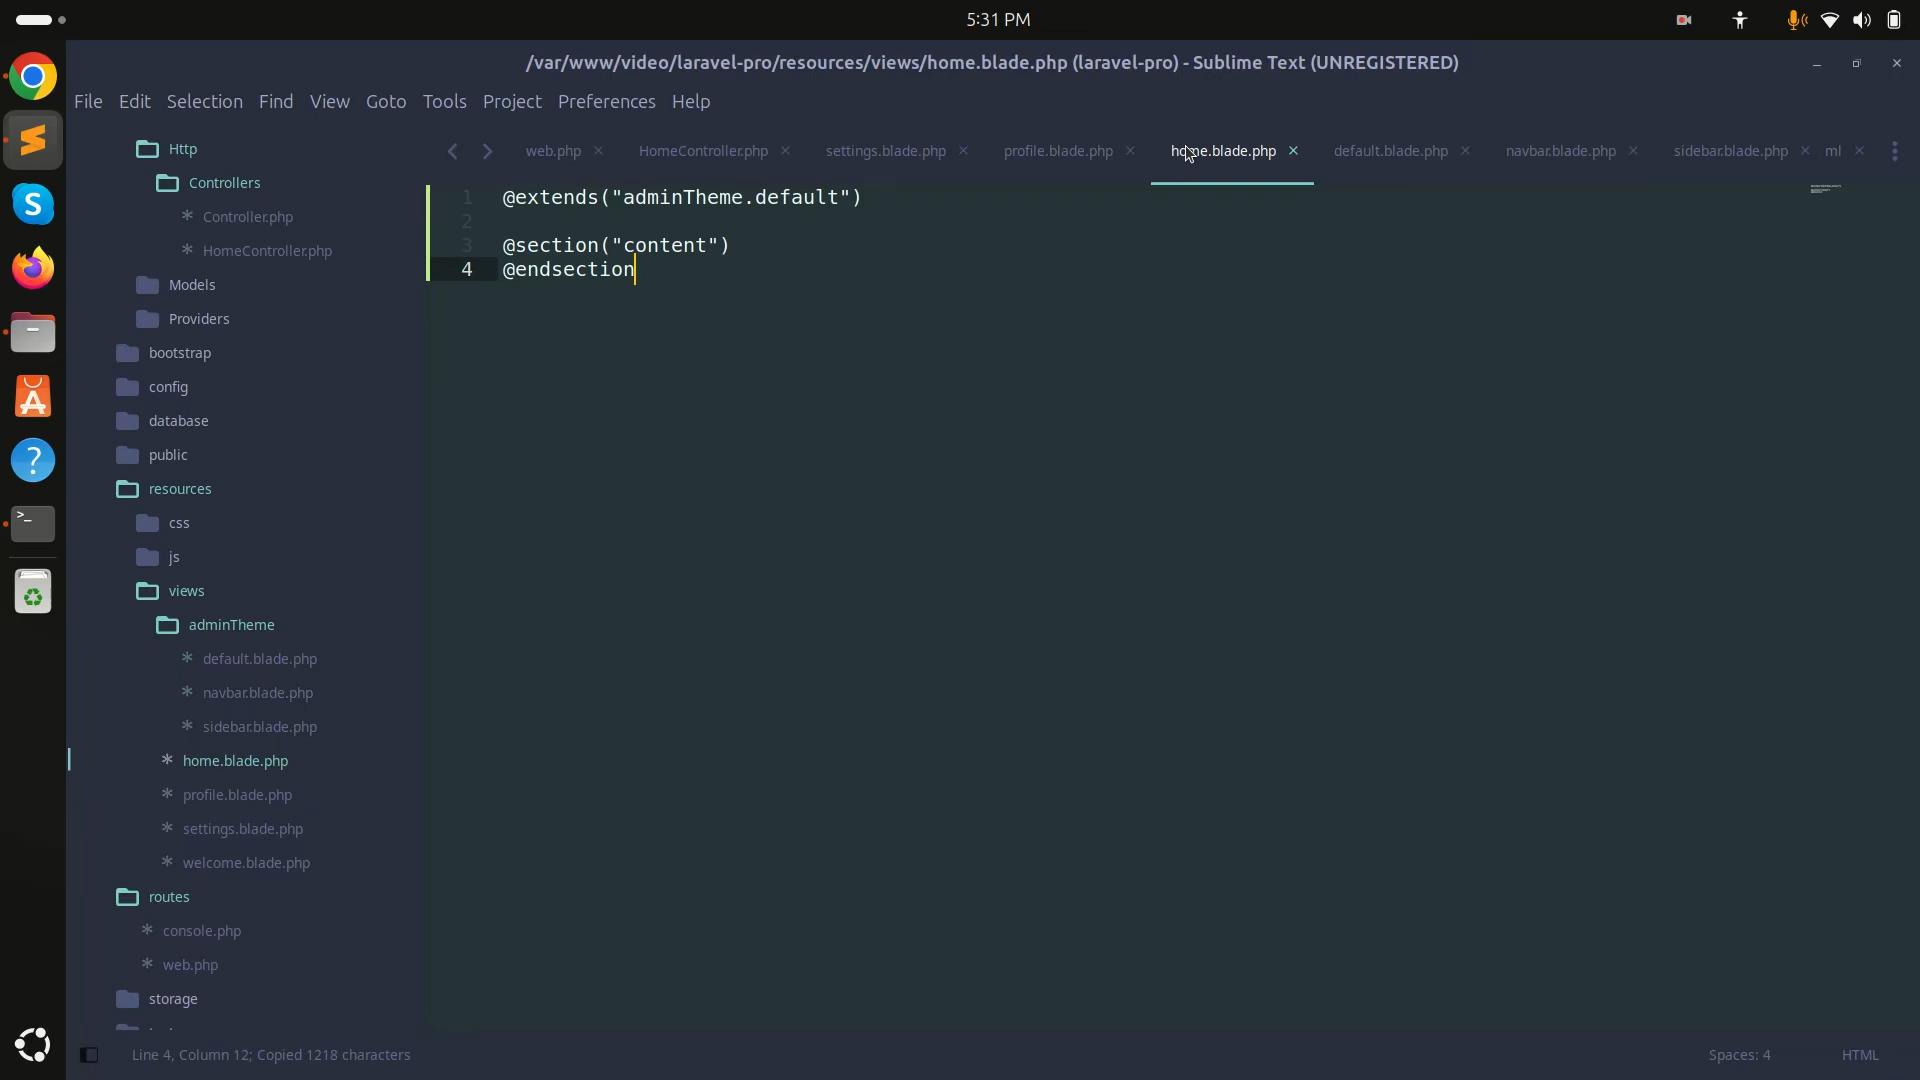 5:31 PM
/var/www/video/laravel-pro/resources/views/home.blade.php (laravel-pro) - Sublime Text (UNREGISTERED)
File Edit Selection Find View Goto Tools Project Preferences Help
web.php HomeController.php settings.blade.php profile.blade.php home.blade.php default.blade.php navbar.blade.php sidebar.blade.php ml
Http
Controllers
Controller.php
HomeController.php
Models
Providers
bootstrap
config
database
public
resources
css
js
views
adminTheme
default.blade.php
navbar.blade.php
sidebar.blade.php
home.blade.php
profile.blade.php
settings.blade.php
welcome.blade.php
routes
console.php
web.php
storage
1 @extends("adminTheme.default")
2
3 @section("content")
4 @endsection
Line 4, Column 12; Copied 1218 characters
Spaces: 4
HTML